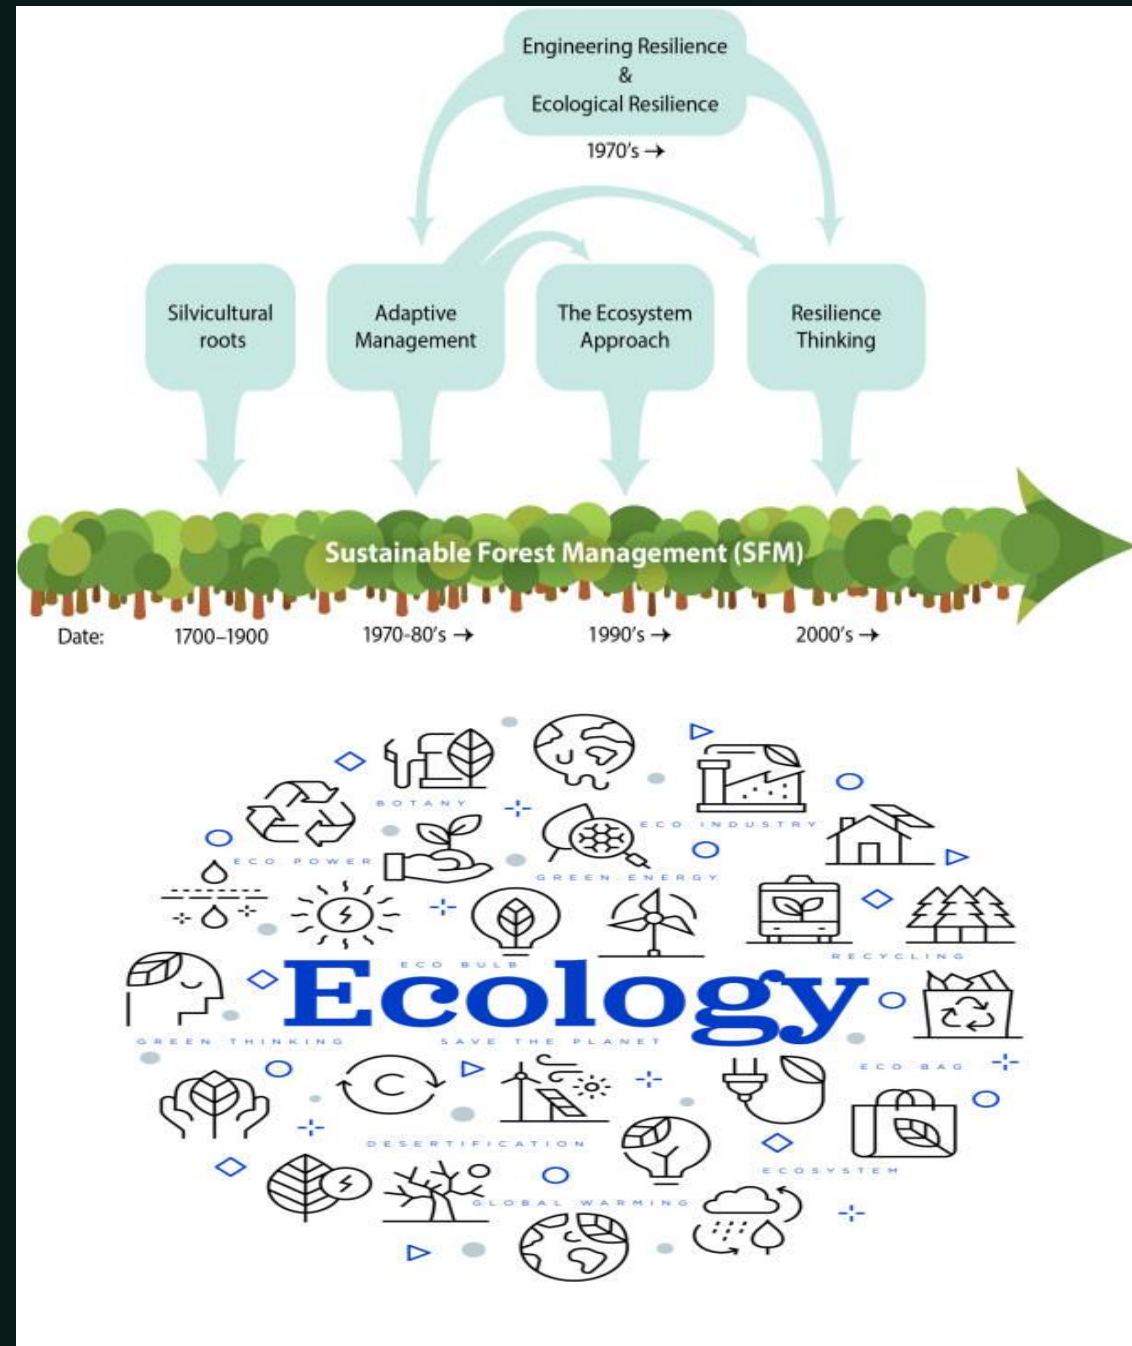 Engineering Resilience
&
Ecological Resilience
1970's →
Silvicultural
roots
Adaptive
Management
The Ecosystem
Approach
Resilience
Thinking
Sustainable Forest Management (SFM)
Date:
1700–1900
1970-80's →
1990's →
2000's →
BOTANY
ECO INDUSTRY
ECO POWER
GREEN ENERGY
RECYCLING
ECO BULB
Ecology
GREEN THINKING
SAVE THE PLANET
ECO BAG
C
DESERTIFICATION
ECOSYSTEM
GLOBAL WARMING